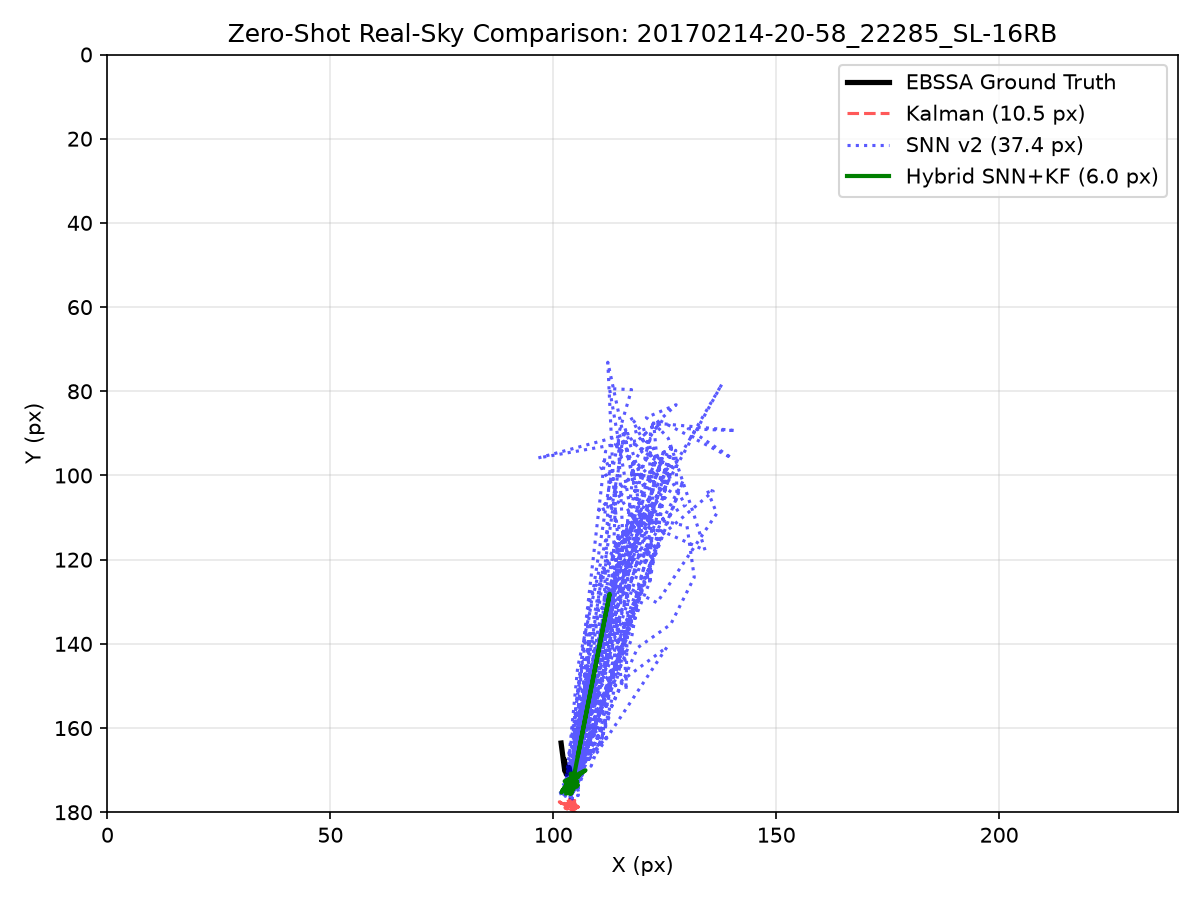 Zero-Shot Real-Sky Comparison: 20170214-20-58_22285_SL-16RB
EBSSA Ground Truth
Kalman (10.5 px)
SNN v2 (37.4 px)
Hybrid SNN+KF (6.0 px)
Y (px)
0
20
40
60
80
100
120
140
160
180
0
50
100
150
200
X (px)